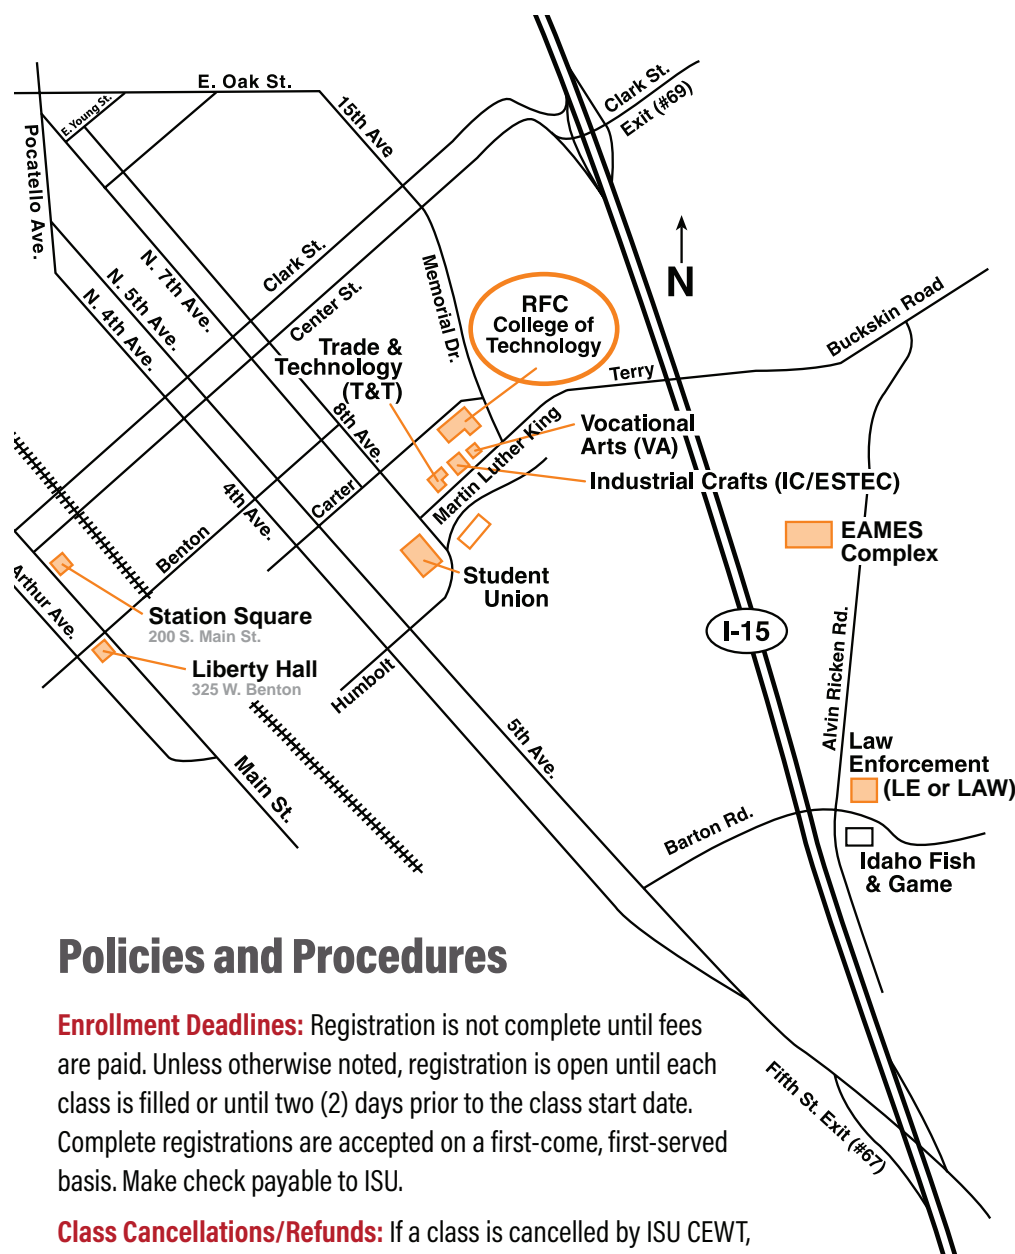 E. Oak St.
E. Young St.
15th Ave
Clark St.
Exit (#69)
Pocatello Ave.
N. 7th Ave.
N. 5th Ave.
N. 4th Ave.
Clark St.
Center St.
Memorial Dr.
N
RFC
College of
Technology
Buckskin Road
Terry
Trade &
Technology
(T&T)
8th Ave.
Vocational
Arts (VA)
Martin Luther King
Industrial Crafts (IC/ESTEC)
Carter
4th Ave.
Benton
EAMES
Complex
Student
Union
Arthur Ave.
Station Square
200 S. Main St.
Liberty Hall
325 W. Benton
Humbolt
I-15
Alvin Ricken Rd.
5th Ave.
Main St.
Law
Enforcement
(LE or LAW)
Barton Rd.
Idaho Fish
& Game
Fifth St. Exit (#67)
Policies and Procedures
Enrollment Deadlines: Registration is not complete until fees
are paid. Unless otherwise noted, registration is open until each
class is filled or until two (2) days prior to the class start date.
Complete registrations are accepted on a first-come, first-served
basis. Make check payable to ISU.
Class Cancellations/Refunds: If a class is cancelled by ISU CEWT,